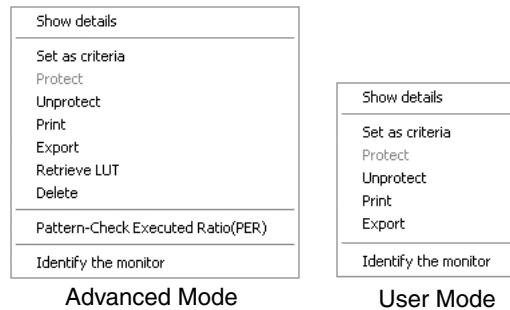 Show details
Set as criteria
Protect
Unprotect
Print
Export
Retrieve LUT
Delete
Pattern-Check Executed Ratio(PER)
Identify the monitor
Advanced Mode
Show details
Set as criteria
Protect
Unprotect
Print
Export
Identify the monitor
User Mode